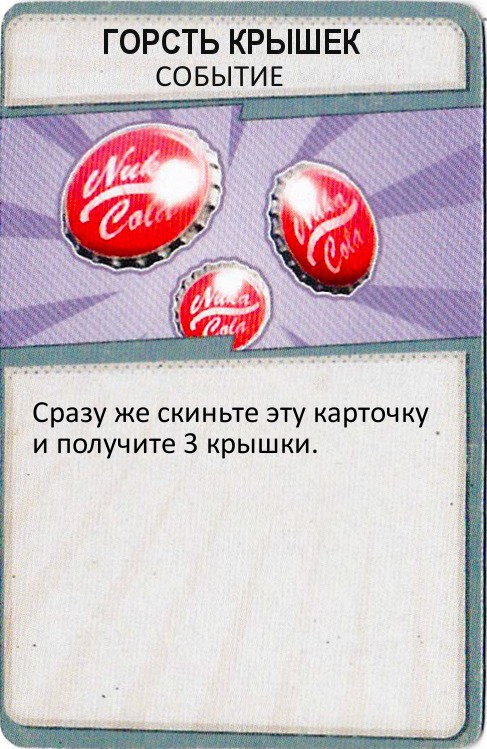 ГОРСТЬ КРЫШЕК
СОБЫТИЕ
Nuka
Cola
Nuka
Cola
Nuka
Cola
Сразу же скиньте эту карточку
и получите 3 крышки.